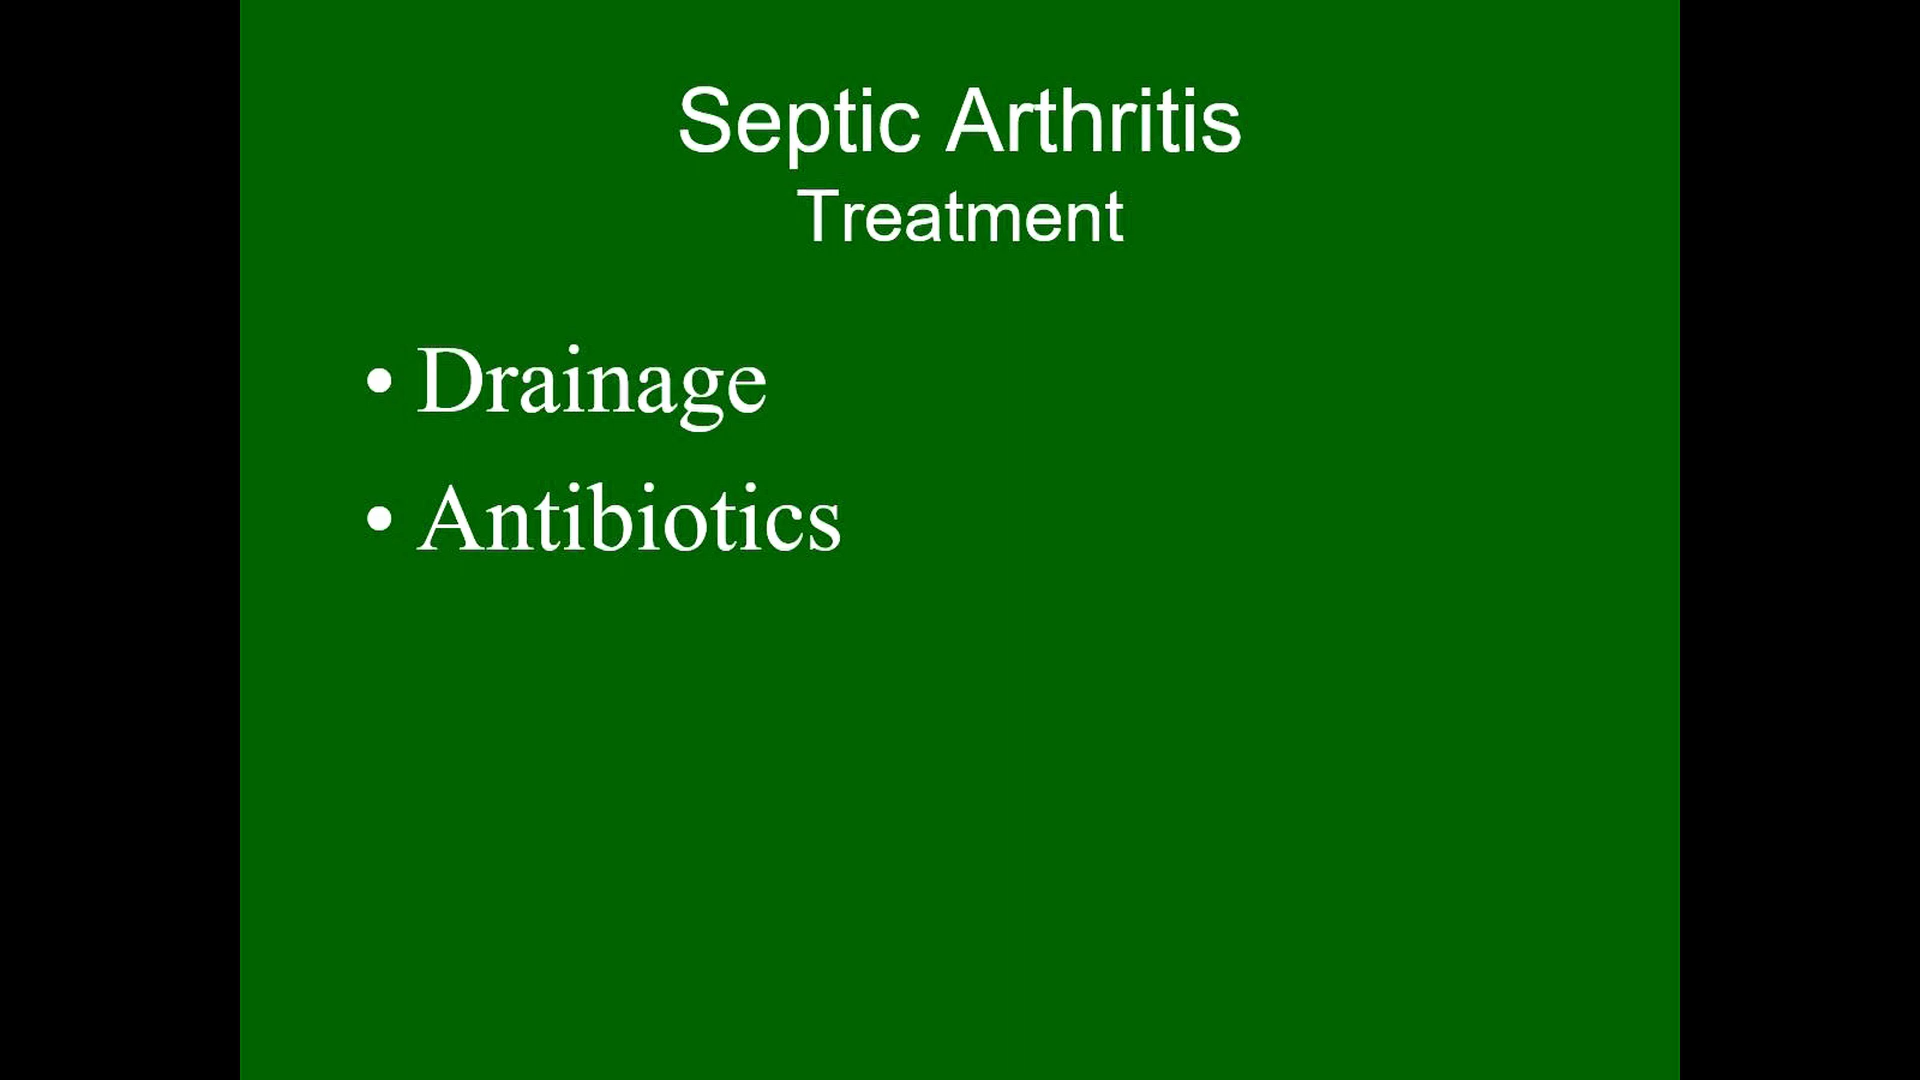 Septic Arthritis
Treatment
• Drainage
• Antibiotics